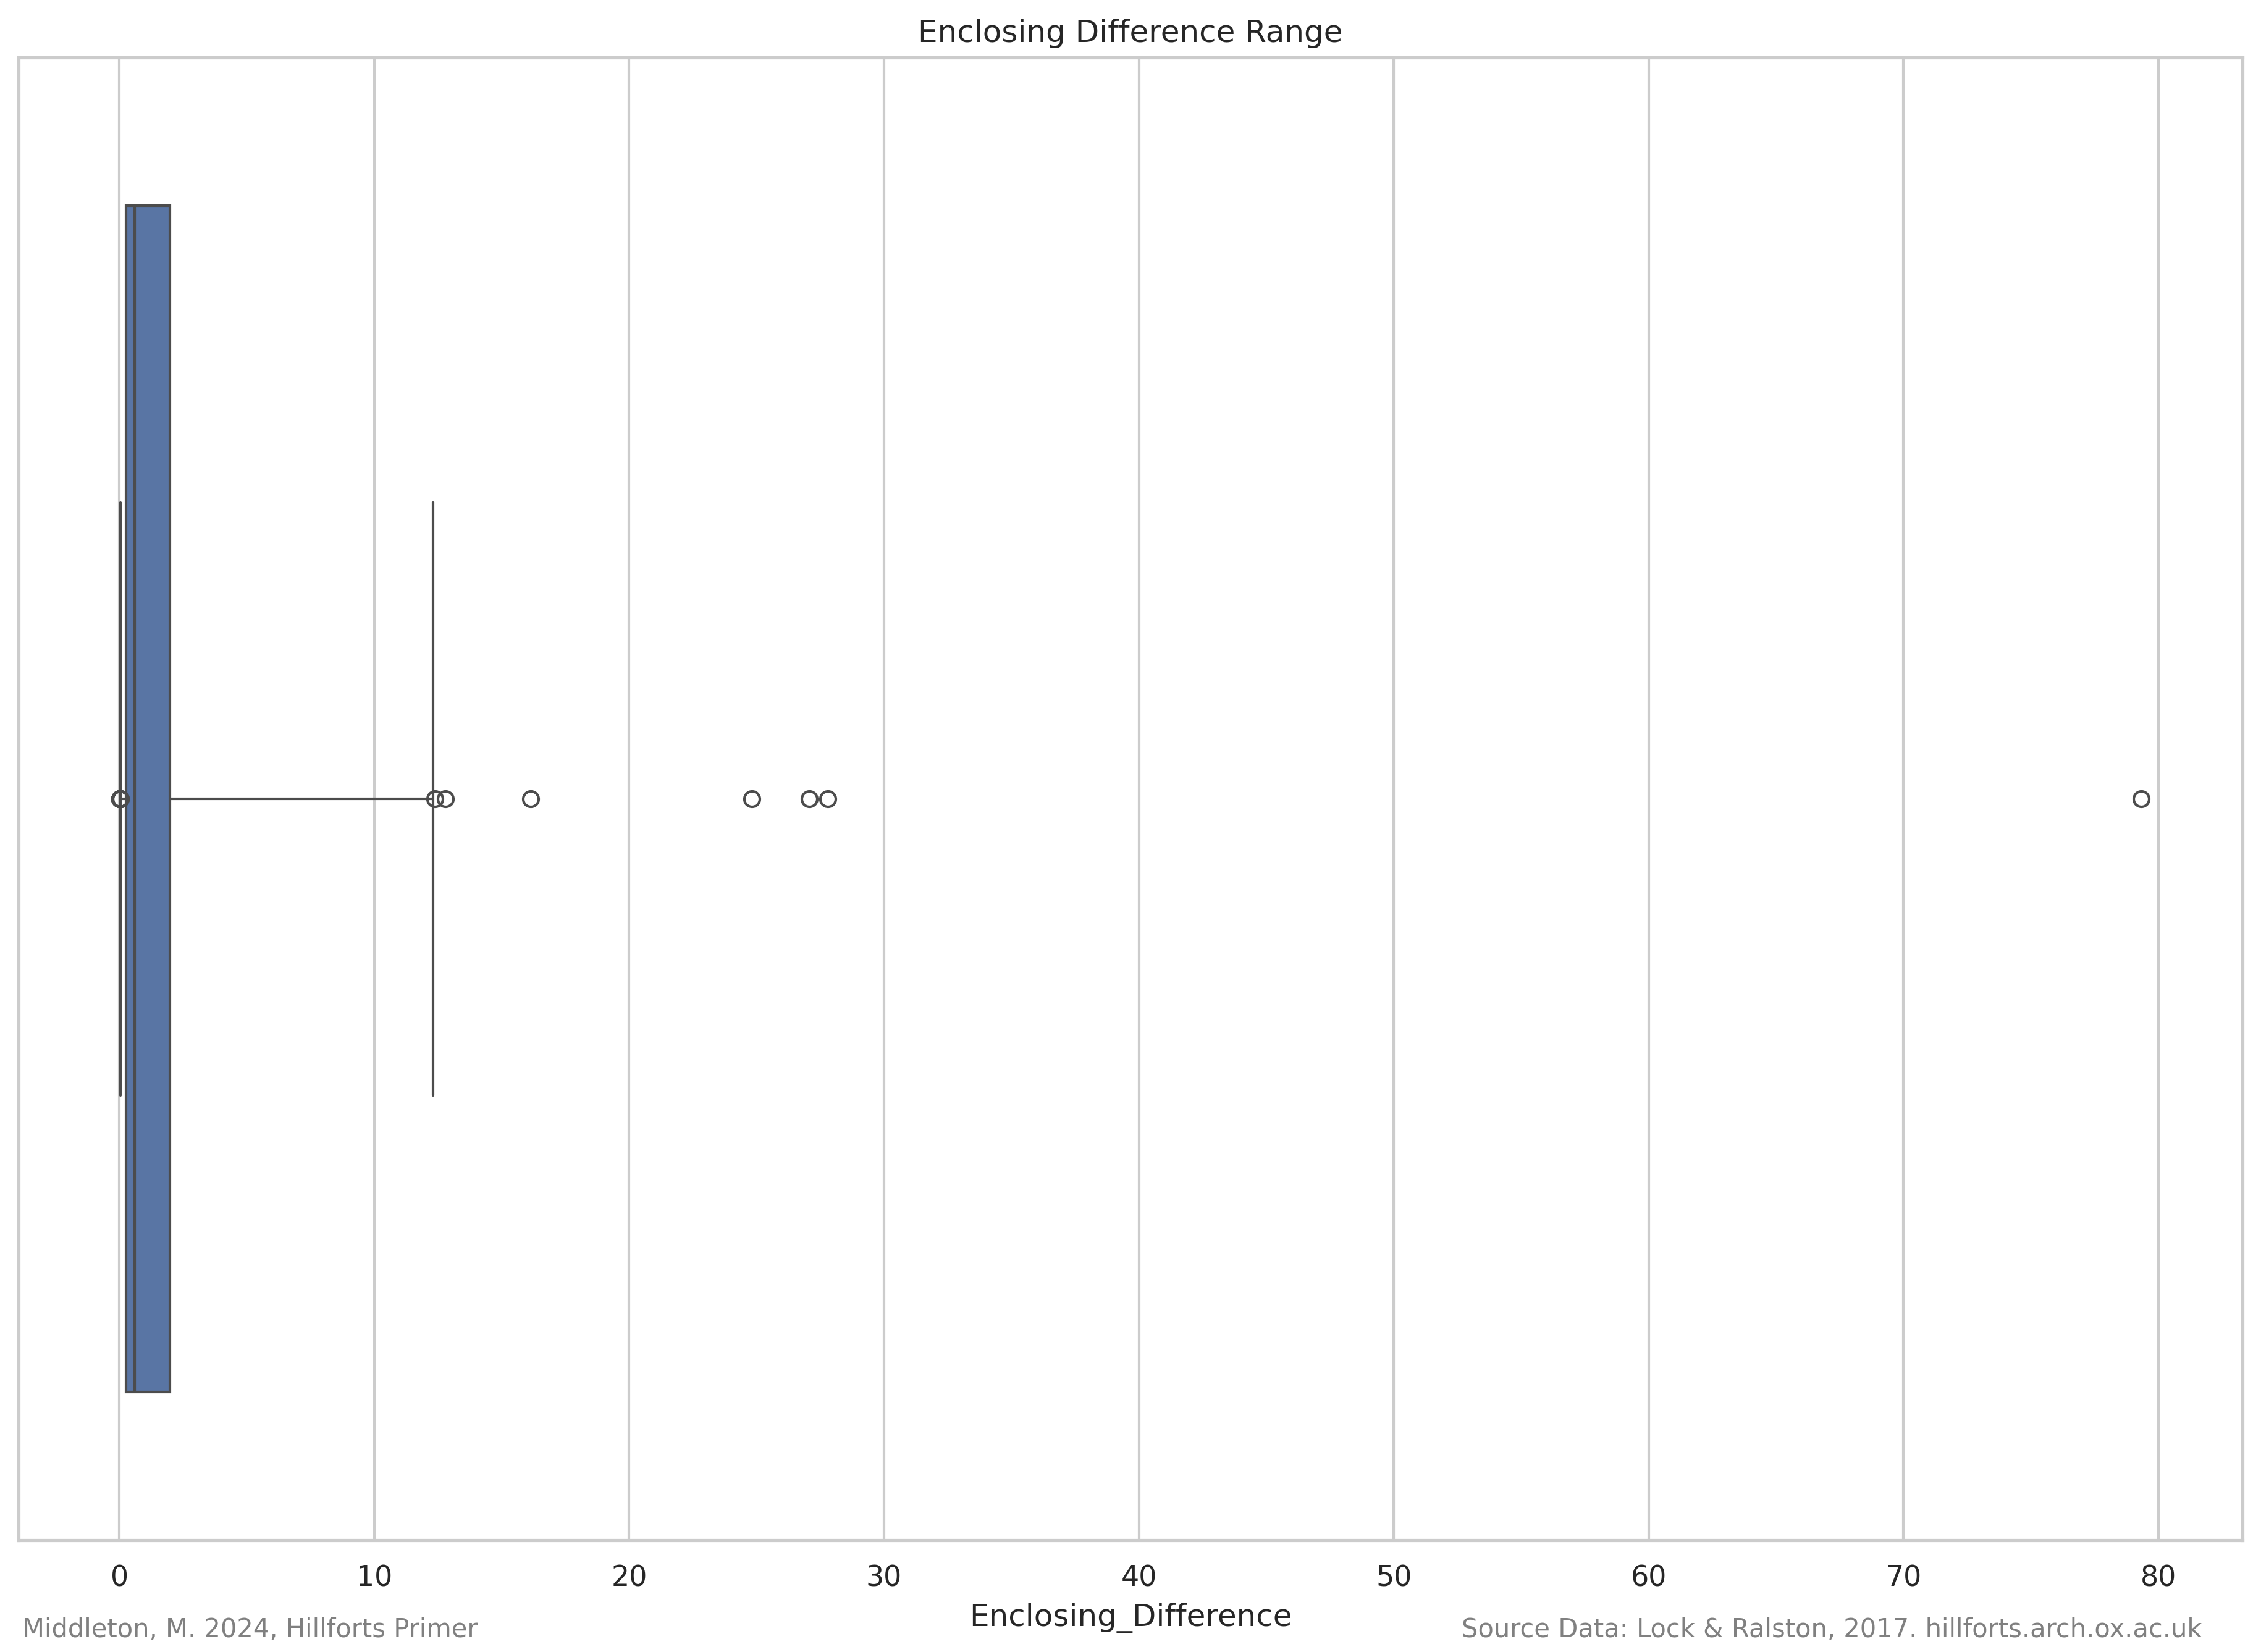 Enclosing Difference Range
0 10 20 30 40 50 60 70 80
Enclosing_Difference
Middleton, M. 2024, Hillforts Primer
Source Data: Lock & Ralston, 2017. hillforts.arch.ox.ac.uk